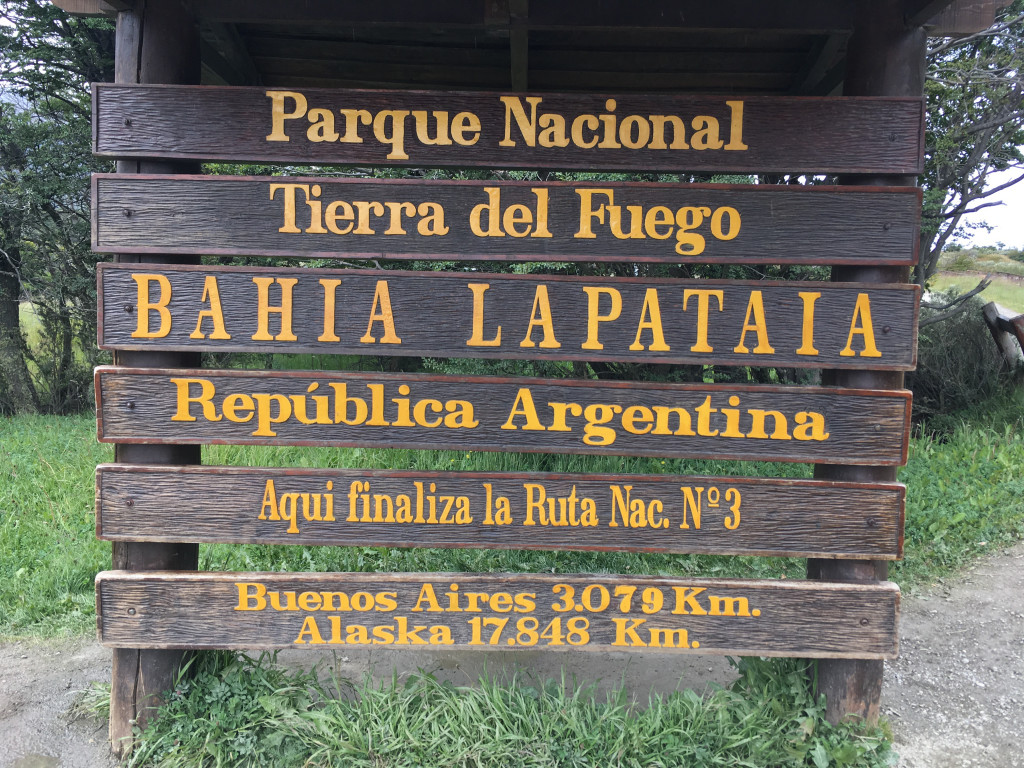 Parque Nacional
Tierra del Fuego
BAHIA LAPATAIA
República Argentina
Aqui finaliza la Ruta Nac. Nº3
Buenos Aires 3.079 Km.
Alaska 17.848 Km.